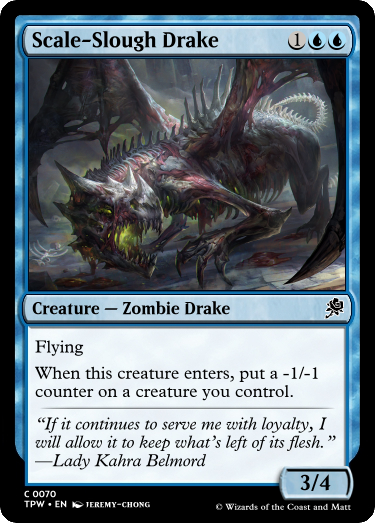 Scale-Slough Drake 1
Creature — Zombie Drake
Flying
When this creature enters, put a -1/-1
counter on a creature you control.
“If it continues to serve me with loyalty, I
will allow it to keep what’s left of its flesh.”
—Lady Kahra Belmord
3/4
C 0070
TPW • EN JEREMY-CHONG
© Wizards of the Coast and Matt